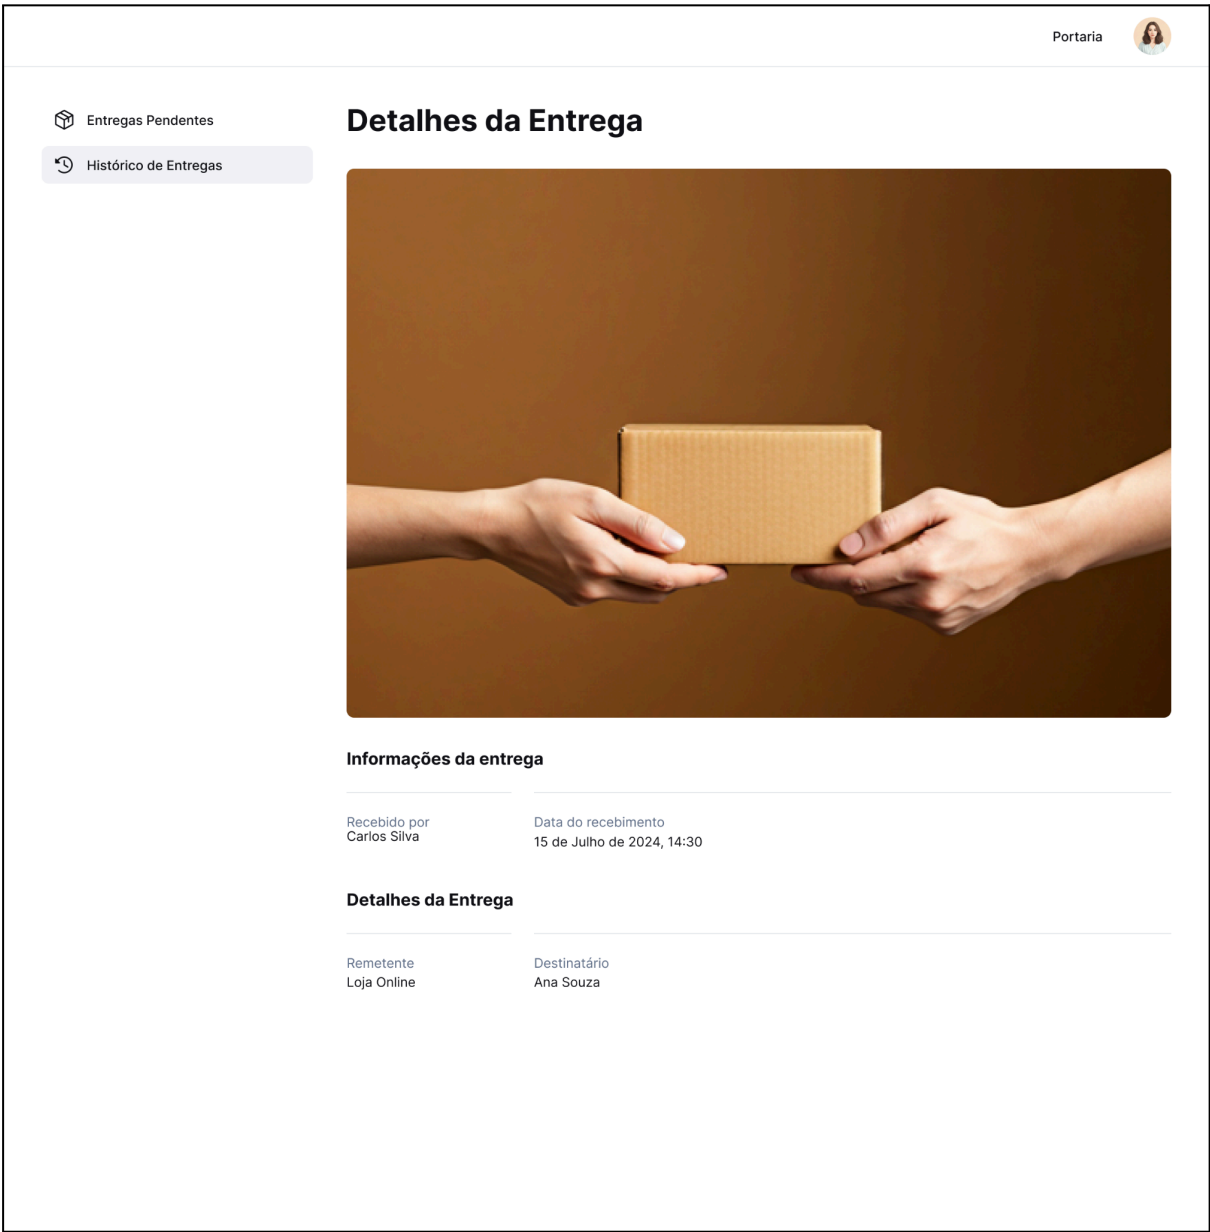 Portaria
Entregas Pendentes
Histórico de Entregas
Detalhes da Entrega
Informações da entrega
Recebido por
Carlos Silva
Data do recebimento
15 de Julho de 2024, 14:30
Detalhes da Entrega
Remetente
Loja Online
Destinatário
Ana Souza